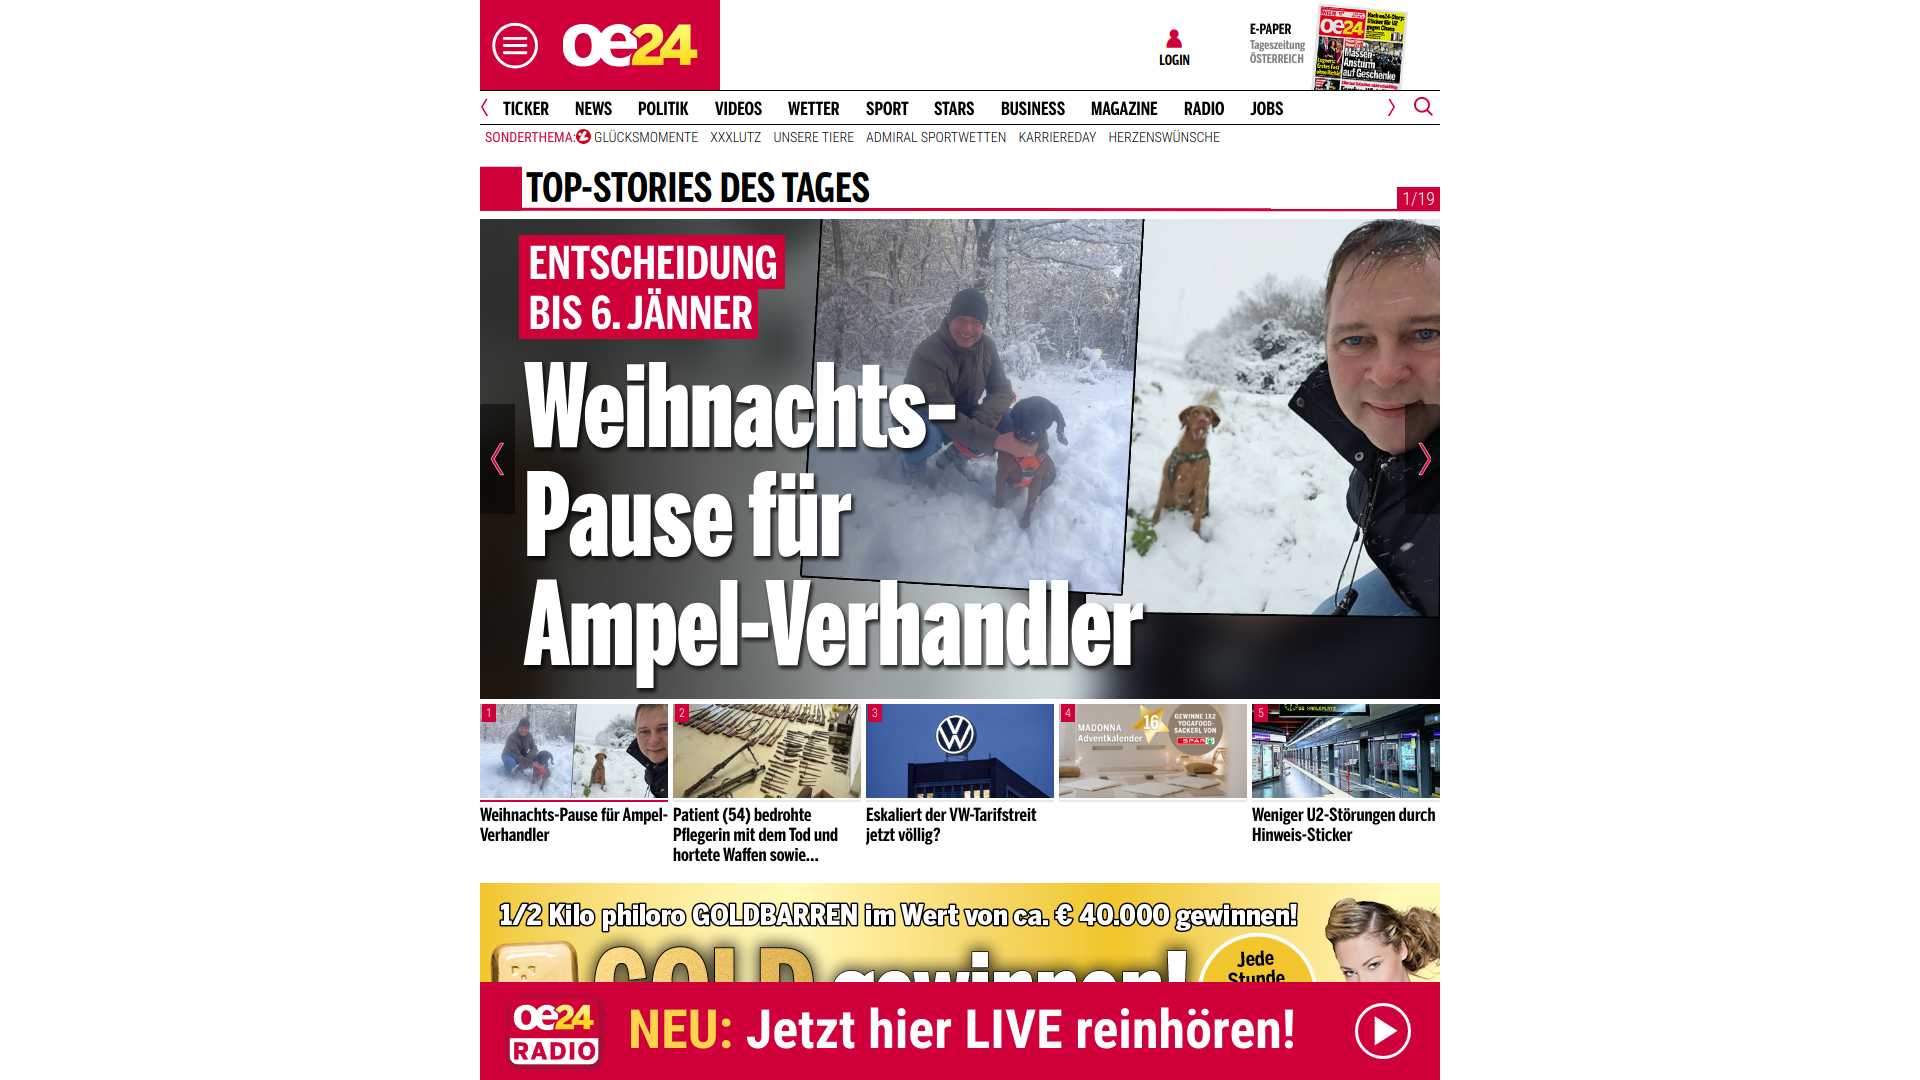 oe24
LOGIN
E-PAPER
Tageszeitung
ÖSTERREICH
oe24
Massen-
Ansturm
auf Geschenke
TICKER NEWS POLITIK VIDEOS WETTER SPORT STARS BUSINESS MAGAZINE RADIO JOBS
SONDERTHEMA: GLÜCKSMOMENTE XXXLUTZ UNSERE TIERE ADMIRAL SPORTWETTEN KARRIEREDAY HERZENSWÜNSCHE
TOP-STORIES DES TAGES
1/19
ENTSCHEIDUNG
BIS 6. JÄNNER
Weihnachts-
Pause für
Ampel-Verhandler
1
2
3
4
5
MADONNA
Adventkalender
16
GEWINNE 1X2
YOGAFOOD-
SACKERL VON
SPAR
Weihnachts-Pause für Ampel-
Verhandler
Patient (54) bedrohte
Pflegerin mit dem Tod und
hortete Waffen sowie...
Eskaliert der VW-Tarifstreit
jetzt völlig?
Weniger U2-Störungen durch
Hinweis-Sticker
1/2 Kilo philoro GOLDBARREN im Wert von ca. € 40.000 gewinnen!
GOLD gewinnen!
Jede
Stunde
oe24
RADIO
NEU: Jetzt hier LIVE reinhören!